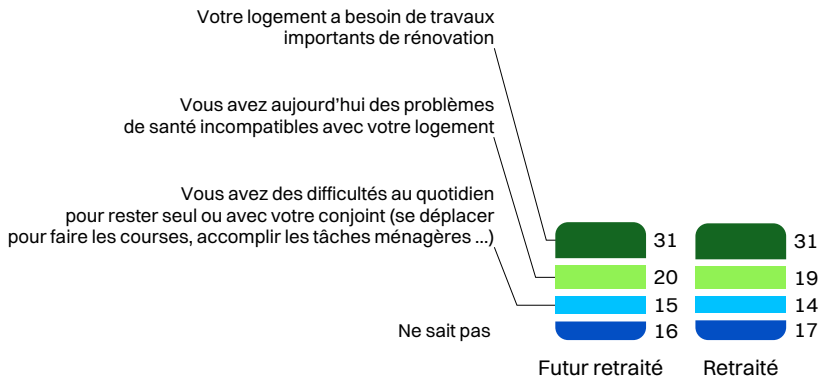 Votre logement a besoin de travaux
importants de rénovation
Vous avez aujourd'hui des problèmes
de santé incompatibles avec votre logement
Vous avez des difficultés au quotidien
pour rester seul ou avec votre conjoint (se déplacer
pour faire les courses, accomplir les tâches ménagères ...)
31 31
20 19
15 14
Ne sait pas 16 17
Futur retraité Retraité